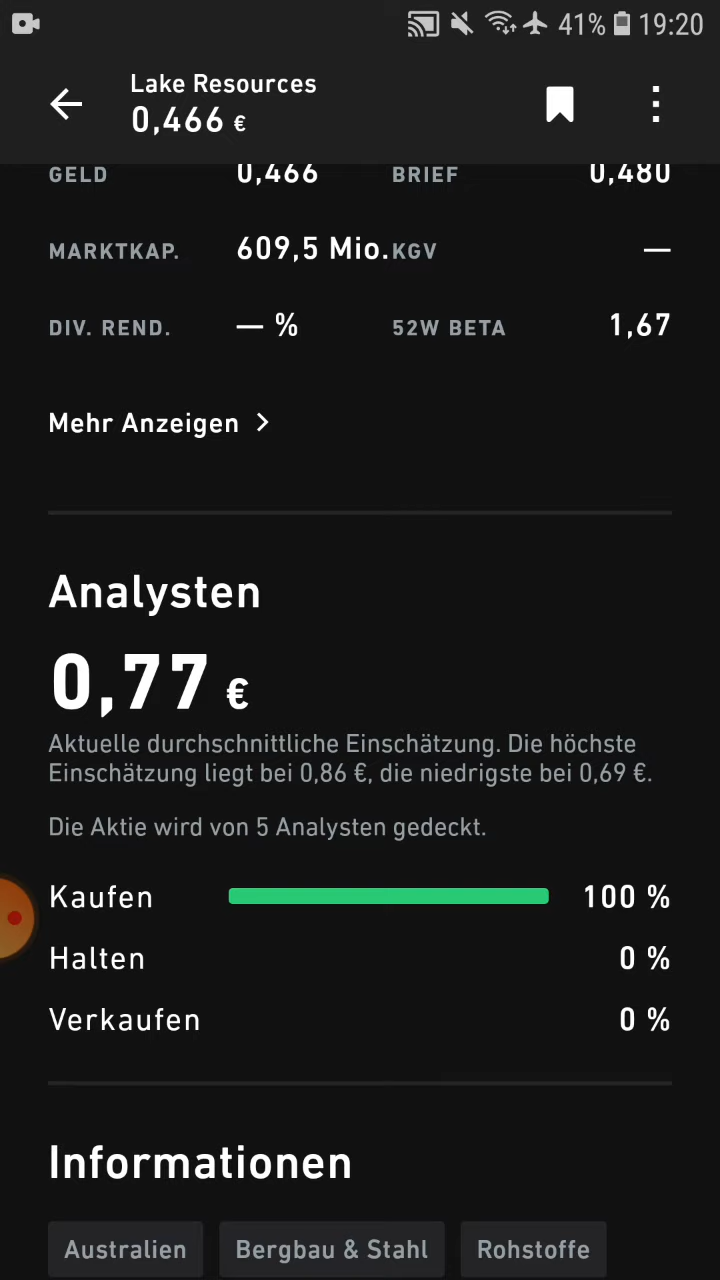 41% 19:20
Lake Resources
0,466 €
GELD 0,466 BRIEF 0,480
MARKTKAP. 609,5 Mio. KGV —
DIV. REND. — % 52W BETA 1,67
Mehr Anzeigen
Analysten
0,77 €
Aktuelle durchschnittliche Einschätzung. Die höchste
Einschätzung liegt bei 0,86 €, die niedrigste bei 0,69 €.
Die Aktie wird von 5 Analysten gedeckt.
Kaufen 100 %
Halten 0 %
Verkaufen 0 %
Informationen
Australien Bergbau & Stahl Rohstoffe